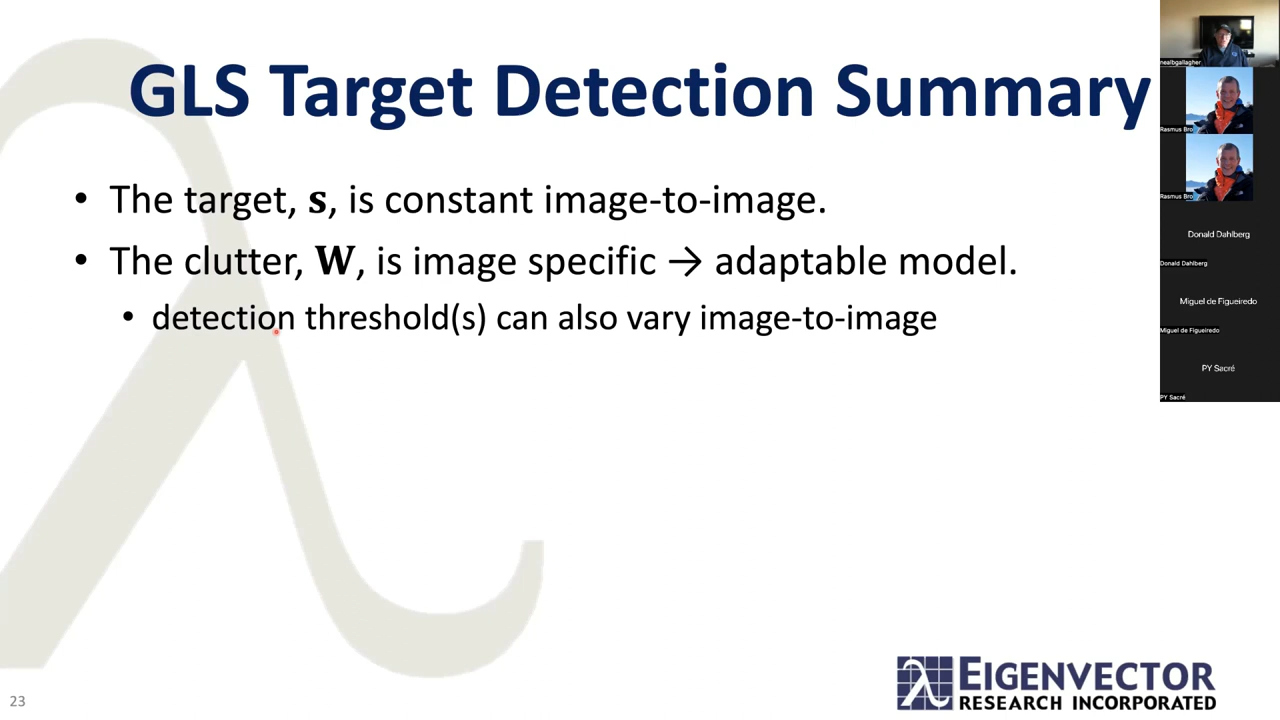 GLS Target Detection Summary
• The target, s, is constant image-to-image.
• The clutter, W, is image specific → adaptable model.
• detection threshold(s) can also vary image-to-image
nealbgallagher
Rasmus Bro
Rasmus Bro
Donald Dahlberg
Donald Dahlberg
Miguel de Figueiredo
Miguel de Figueiredo
PY Sacré
PY Sacré
EIGENVECTOR
RESEARCH INCORPORATED
23